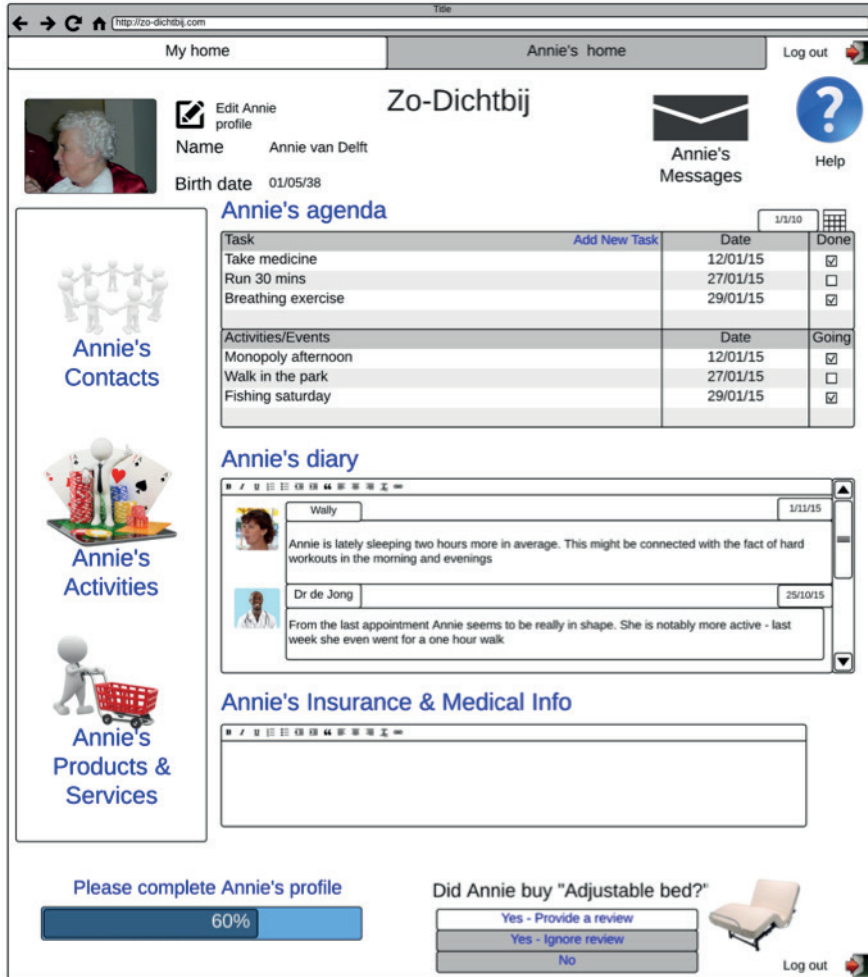 Title
http://zo-dichtbij.com
My home
Annie's home
Log out
Zo-Dichtbij
Edit Annie
profile
Name Annie van Delft
Birth date 01/05/38
Annie's
Messages
?
Help
Annie's
Contacts
Annie's
Activities
Annie's
Products &
Services
Annie's agenda
1/1/10
Task Add New Task Date Done
Take medicine 12/01/15
Run 30 mins 27/01/15
Breathing exercise 29/01/15
Activities/Events Date Going
Monopoly afternoon 12/01/15
Walk in the park 27/01/15
Fishing saturday 29/01/15
Annie's diary
B I U
Wally 1/11/15
Annie is lately sleeping two hours more in average. This might be connected with the fact of hard
workouts in the morning and evenings
Dr de Jong 25/10/15
From the last appointment Annie seems to be really in shape. She is notably more active - last
week she even went for a one hour walk
Annie's Insurance & Medical Info
B I U
Please complete Annie's profile
60%
Did Annie buy "Adjustable bed?"
Yes - Provide a review
Yes - Ignore review
No
Log out